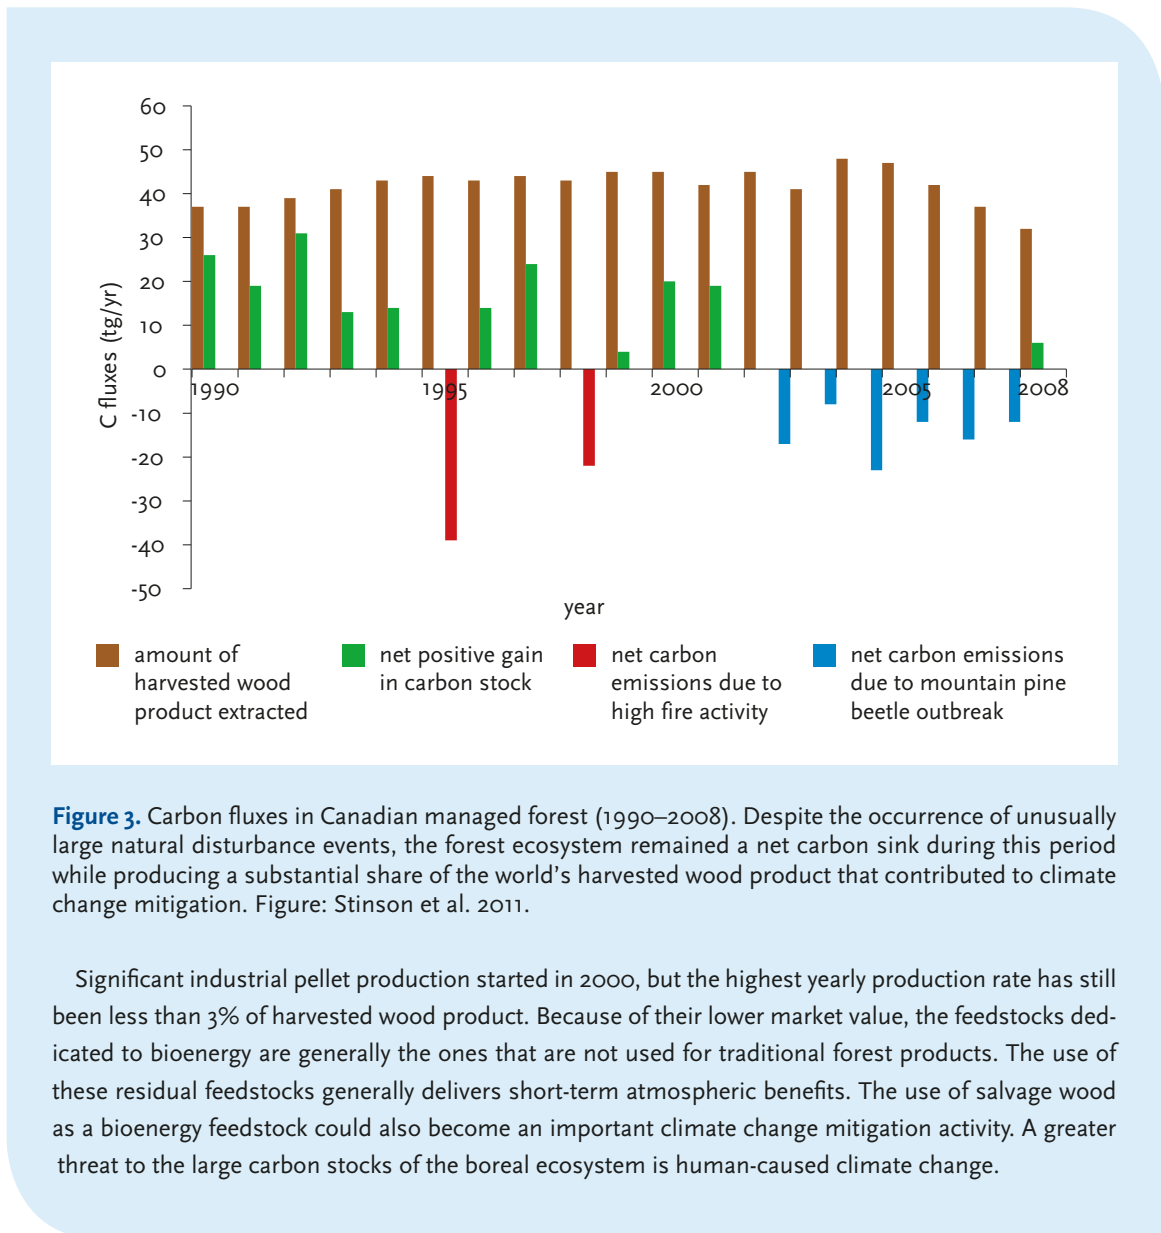 60
50
40
30
20
10
0
-10
-20
-30
-40
-50
C fluxes (tg/yr)
1990
1995
2000
2005
2008
year
amount of
harvested wood
product extracted
net positive gain
in carbon stock
net carbon
emissions due to
high fire activity
net carbon emissions
due to mountain pine
beetle outbreak
Figure 3. Carbon fluxes in Canadian managed forest (1990–2008). Despite the occurrence of unusually
large natural disturbance events, the forest ecosystem remained a net carbon sink during this period
while producing a substantial share of the world’s harvested wood product that contributed to climate
change mitigation. Figure: Stinson et al. 2011.
Significant industrial pellet production started in 2000, but the highest yearly production rate has still
been less than 3% of harvested wood product. Because of their lower market value, the feedstocks ded-
icated to bioenergy are generally the ones that are not used for traditional forest products. The use of
these residual feedstocks generally delivers short-term atmospheric benefits. The use of salvage wood
as a bioenergy feedstock could also become an important climate change mitigation activity. A greater
threat to the large carbon stocks of the boreal ecosystem is human-caused climate change.